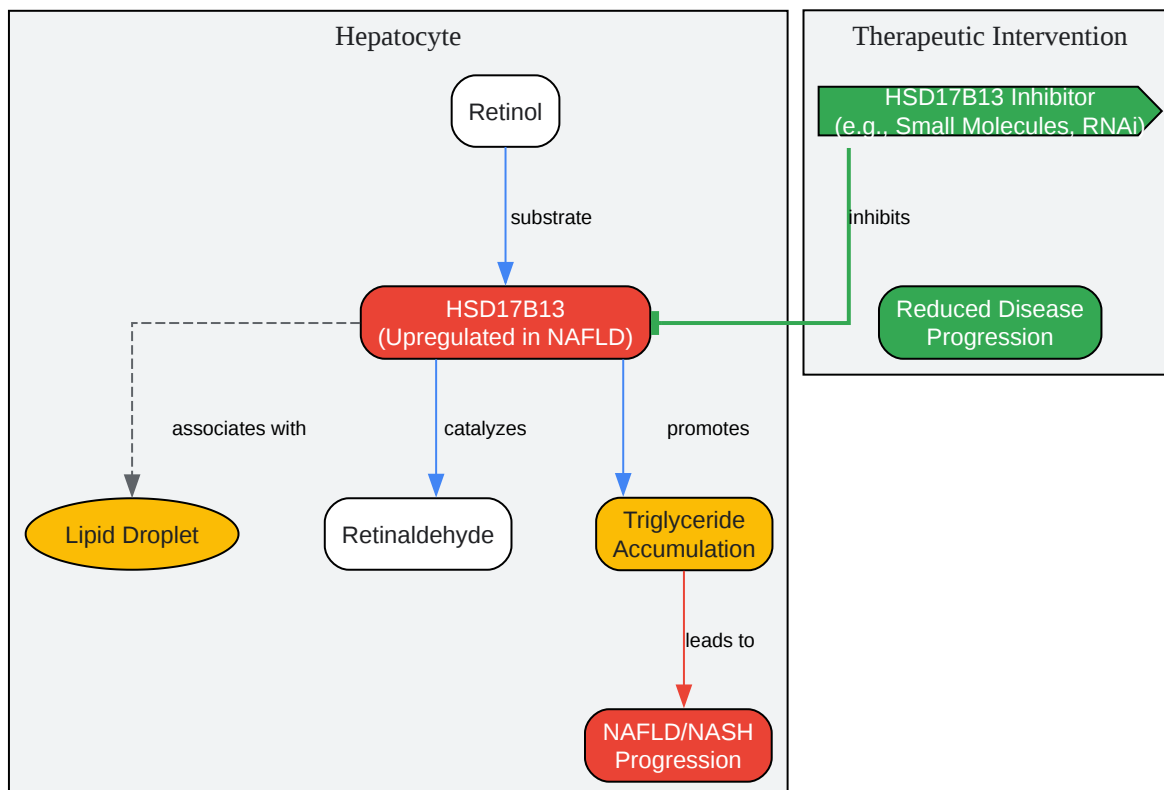 Hepatocyte
Therapeutic Intervention
Retinol
HSD17B13 Inhibitor
(e.g., Small Molecules, RNAi)
substrate
inhibits
HSD17B13
(Upregulated in NAFLD)
Reduced Disease
Progression
associates with
catalyzes
promotes
Lipid Droplet
Retinaldehyde
Triglyceride
Accumulation
leads to
NAFLD/NASH
Progression